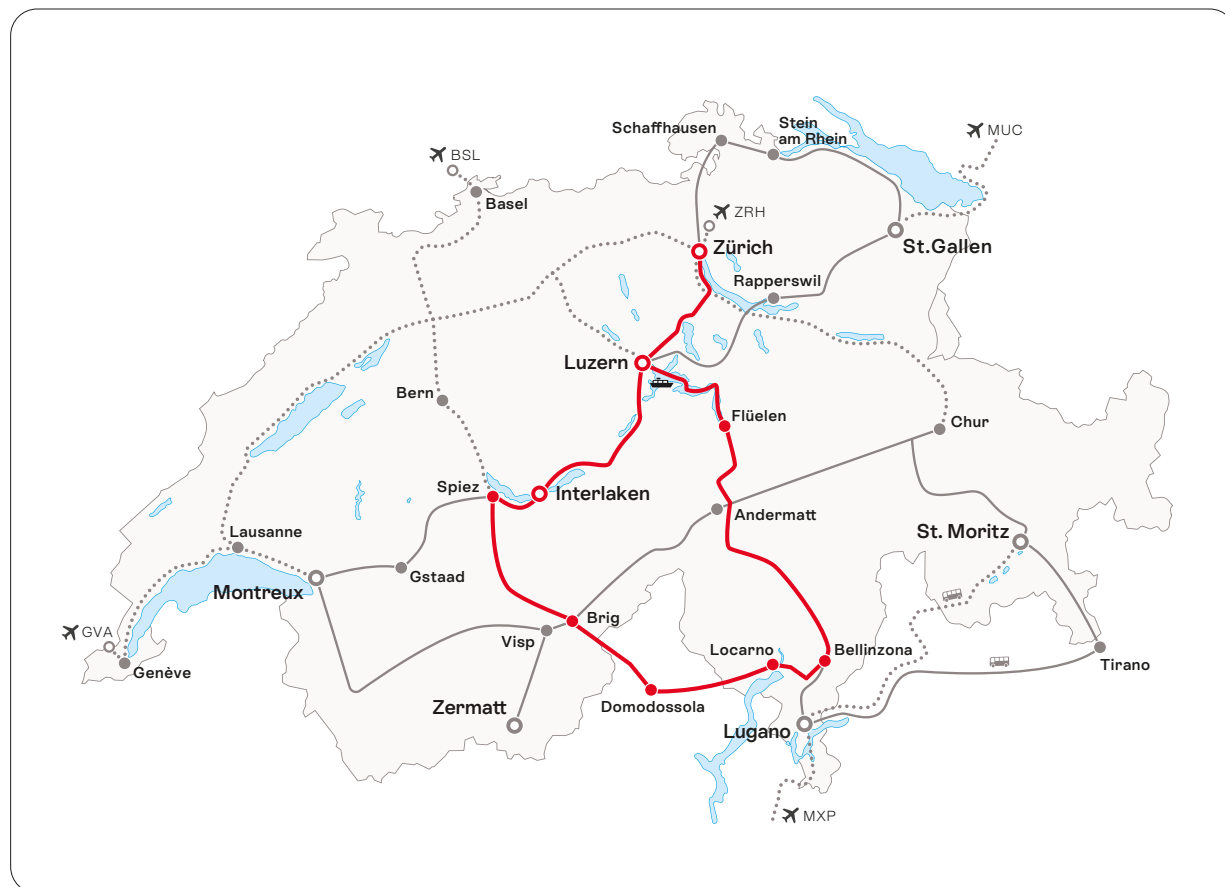 Schaffhausen
Stein
am Rhein
MUC
BSL
Basel
ZRH
Zürich
St.Gallen
Rapperswil
Luzern
Bern
Flüelen
Chur
Spiez
Interlaken
Andermatt
Lausanne
St. Moritz
Gstaad
Montreux
Brig
GVA
Visp
Locarno
Bellinzona
Genève
Tirano
Zermatt
Domodossola
Lugano
MXP